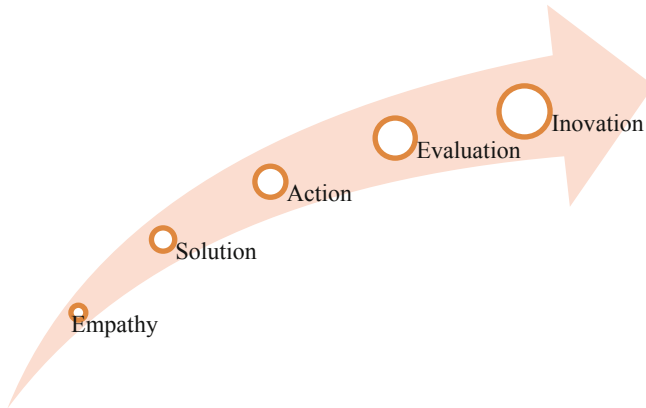 Inovation
Evaluation
Action
Solution
Empathy